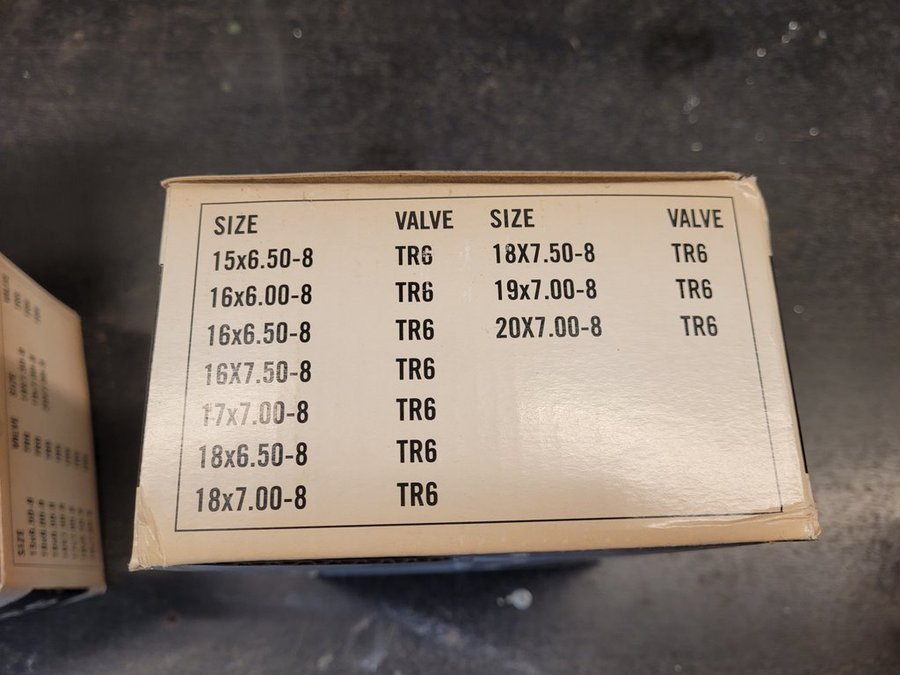 SIZE VALVE SIZE VALVE
15x6.50-8 TR6 18X7.50-8 TR6
16x6.00-8 TR6 19x7.00-8 TR6
16x6.50-8 TR6 20X7.00-8 TR6
16X7.50-8 TR6
17x7.00-8 TR6
18x6.50-8 TR6
18x7.00-8 TR6